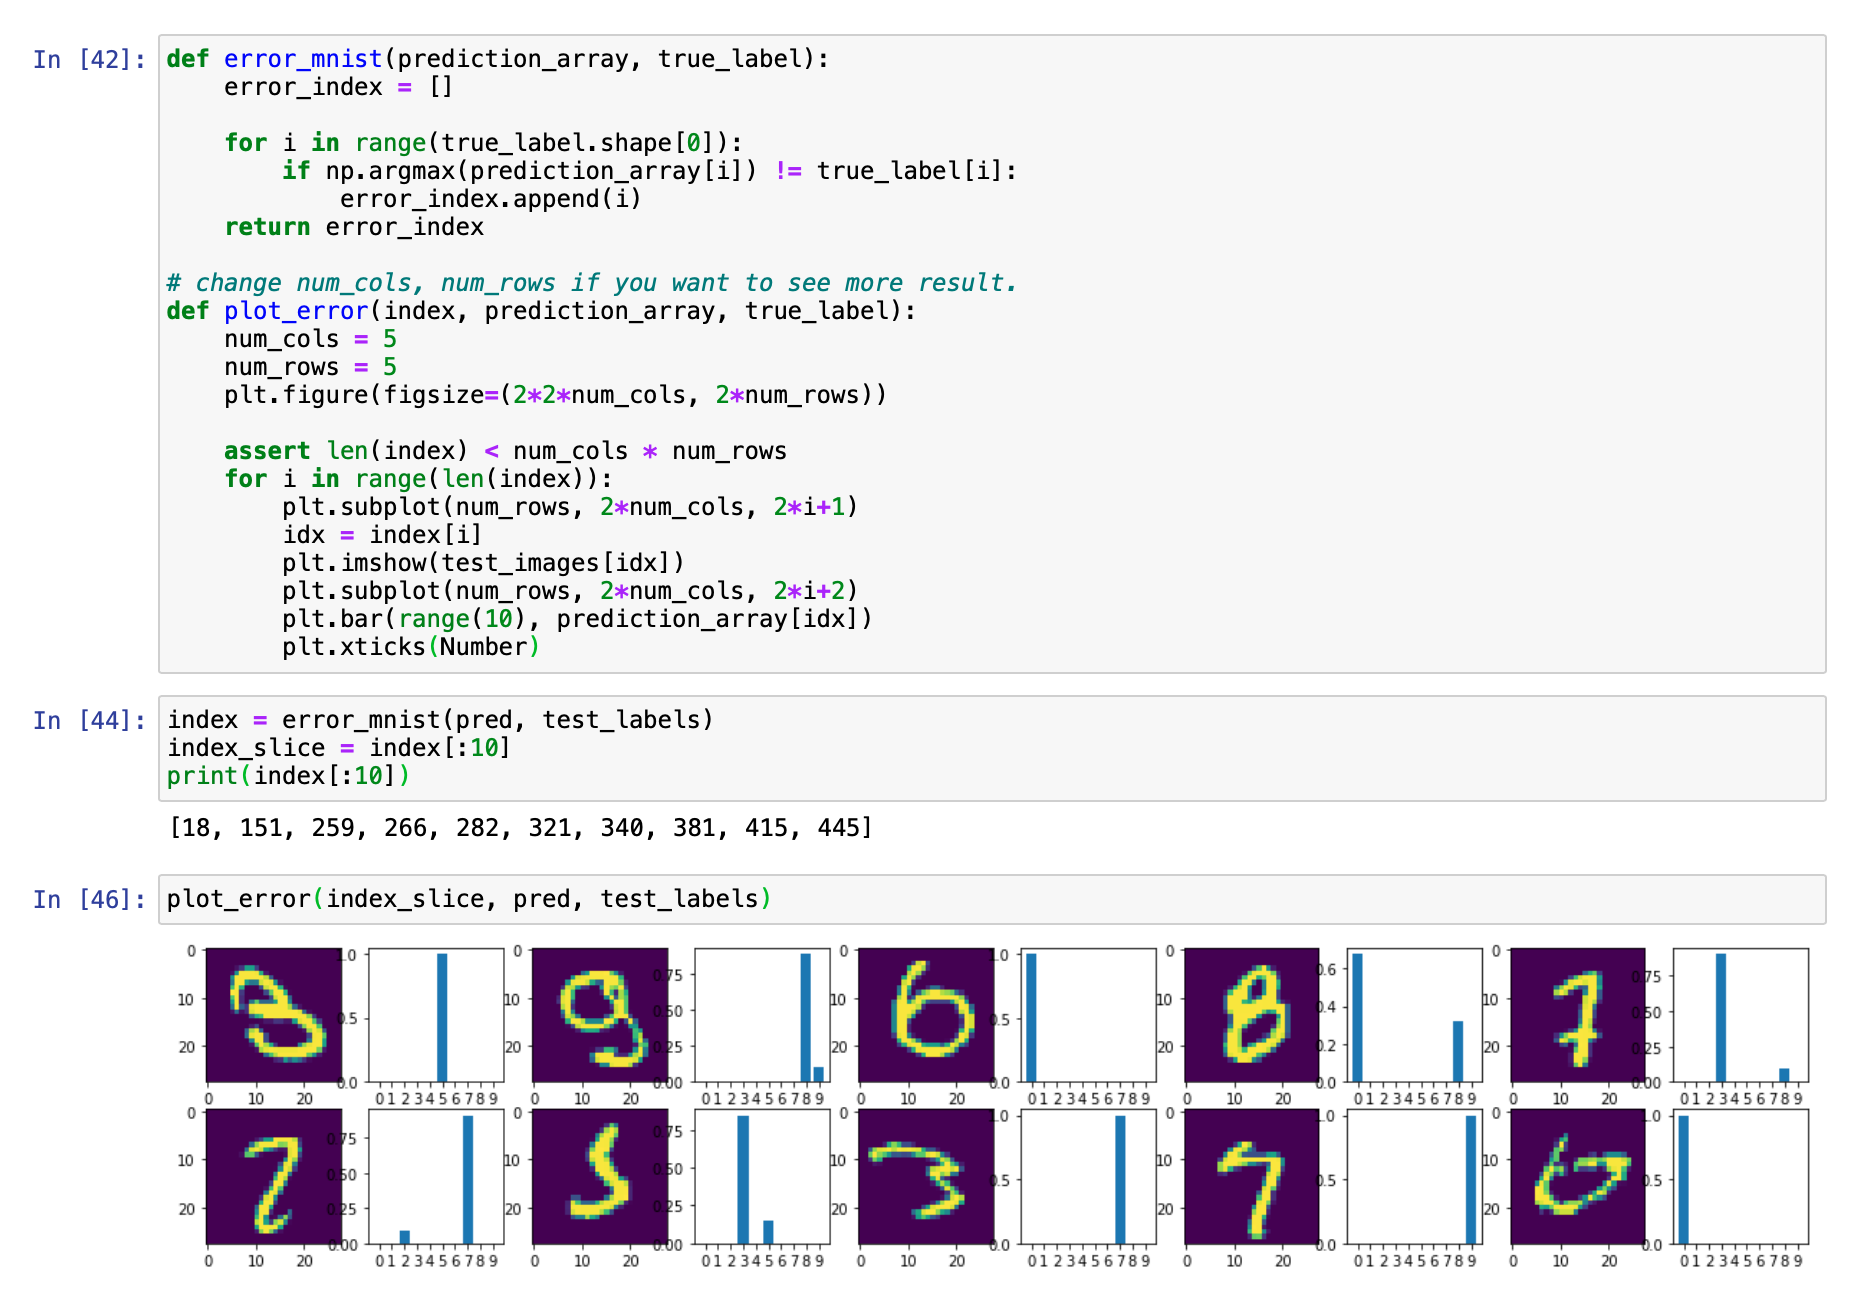 In [42]: def error_mnist(prediction_array, true_label):
    error_index = []

    for i in range(true_label.shape[0]):
        if np.argmax(prediction_array[i]) != true_label[i]:
            error_index.append(i)
    return error_index

# change num_cols, num_rows if you want to see more result.
def plot_error(index, prediction_array, true_label):
    num_cols = 5
    num_rows = 5
    plt.figure(figsize=(2*2*num_cols, 2*num_rows))

    assert len(index) < num_cols * num_rows
    for i in range(len(index)):
        plt.subplot(num_rows, 2*num_cols, 2*i+1)
        idx = index[i]
        plt.imshow(test_images[idx])
        plt.subplot(num_rows, 2*num_cols, 2*i+2)
        plt.bar(range(10), prediction_array[idx])
        plt.xticks(Number)
In [44]: index = error_mnist(pred, test_labels)
index_slice = index[:10]
print(index[:10])
[18, 151, 259, 266, 282, 321, 340, 381, 415, 445]
In [46]: plot_error(index_slice, pred, test_labels)
0 1.0 0 0 1.0 0 0
0.75 0.6 0.75
10 10 10 10 10
0.5 0.50 0.5 0.4 0.50
20 20 0.25 20 0.2 20 0.25
0.0 0.00 0.0 0.0 0.00
0 10 20 0 1 2 3 4 5 6 7 8 9 0 10 20 0 1 2 3 4 5 6 7 8 9 0 10 20 0 1 2 3 4 5 6 7 8 9 0 10 20 0 1 2 3 4 5 6 7 8 9 0 10 20 0 1 2 3 4 5 6 7 8 9
0 0 0 1.0 0 1.0 0 1.0
0.75 0.75
10 10 10 10 10
0.50 0.50 0.5 0.5 0.5
20 0.25 20 0.25 20 20 20
0.00 0.00 0.0 0.0 0.0
0 10 20 0 1 2 3 4 5 6 7 8 9 0 10 20 0 1 2 3 4 5 6 7 8 9 0 10 20 0 1 2 3 4 5 6 7 8 9 0 10 20 0 1 2 3 4 5 6 7 8 9 0 10 20 0 1 2 3 4 5 6 7 8 9